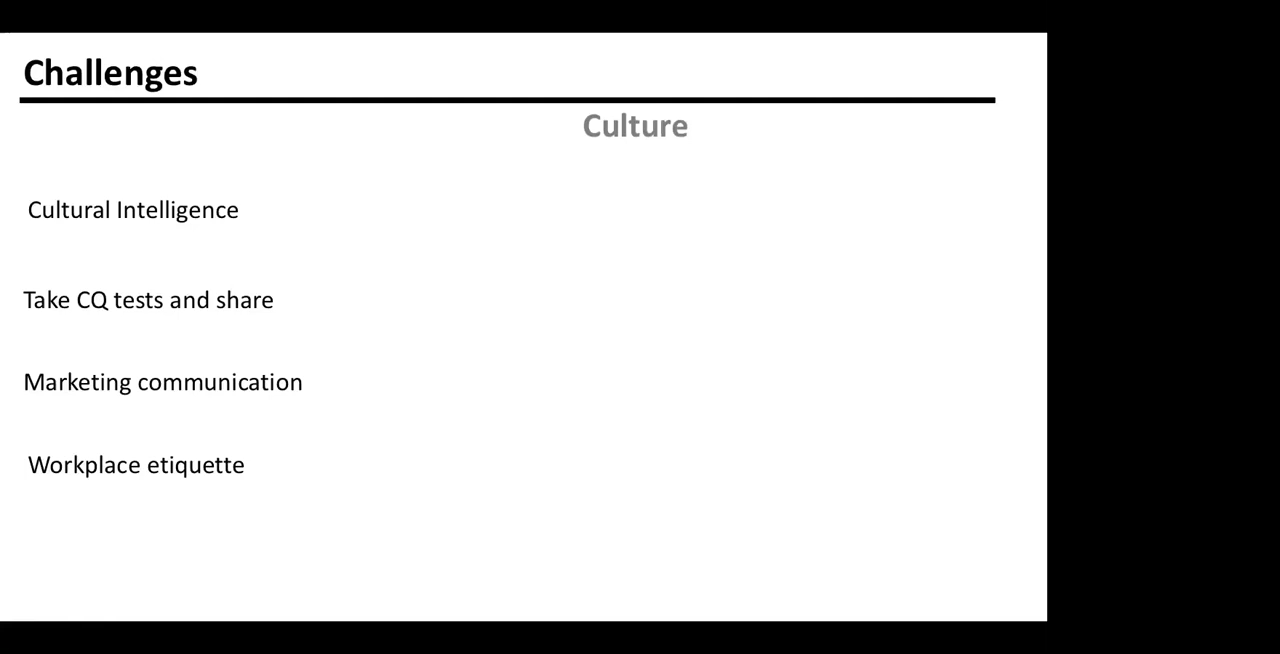 Challenges
Culture
Cultural Intelligence
Take CQ tests and share
Marketing communication
Workplace etiquette